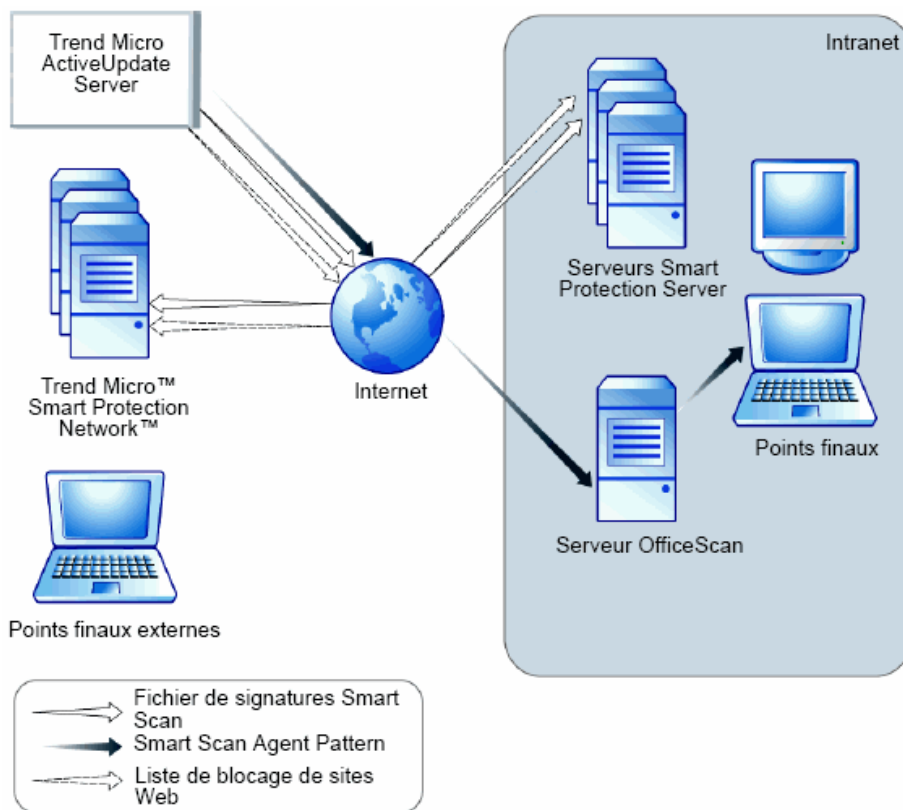 Trend Micro
ActiveUpdate
Server
Intranet
Serveurs Smart
Protection Server
Internet
Trend Micro™
Smart Protection
Network™
Points finaux
Serveur OfficeScan
Points finaux externes
Fichier de signatures Smart
Scan
Smart Scan Agent Pattern
Liste de blocage de sites
Web